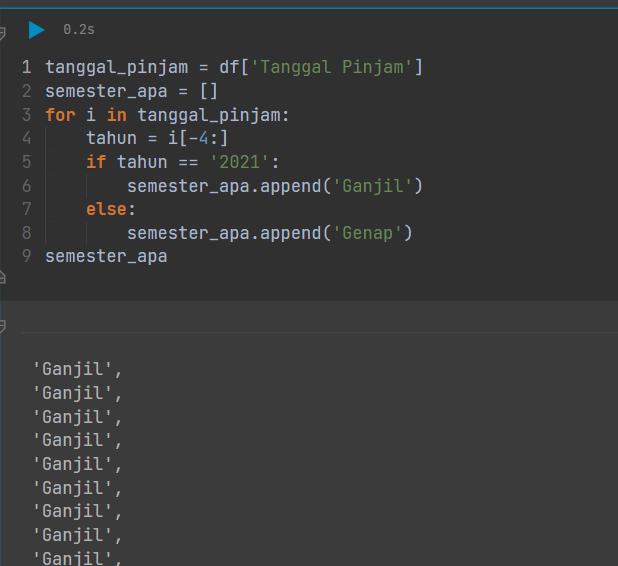 0.2s
1 tanggal_pinjam = df['Tanggal Pinjam']
2 semester_apa = []
3 for i in tanggal_pinjam:
4     tahun = i[-4:]
5     if tahun == '2021':
6         semester_apa.append('Ganjil')
7     else:
8         semester_apa.append('Genap')
9 semester_apa
'Ganjil',
'Ganjil',
'Ganjil',
'Ganjil',
'Ganjil',
'Ganjil',
'Ganjil',
'Ganjil',
'Ganjil',